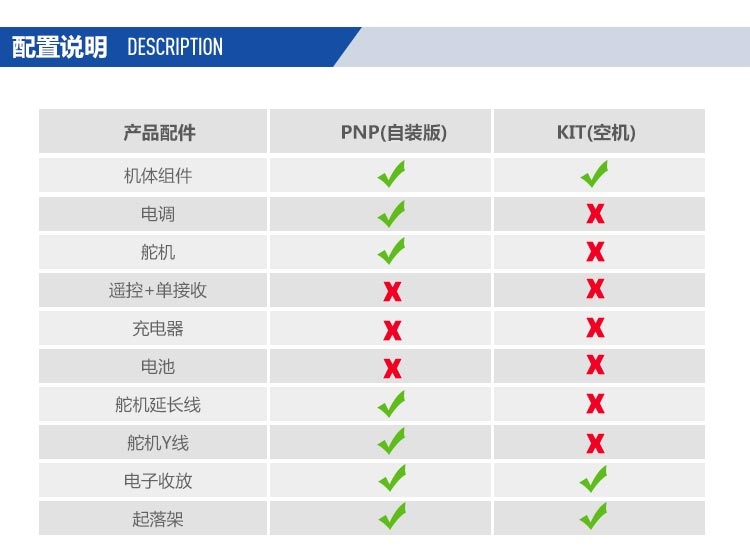 配置说明 DESCRIPTION
产品配件 PNP(自装版) KIT(空机)
机体组件
电调
舵机
遥控+单接收
充电器
电池
舵机延长线
舵机Y线
电子收放
起落架